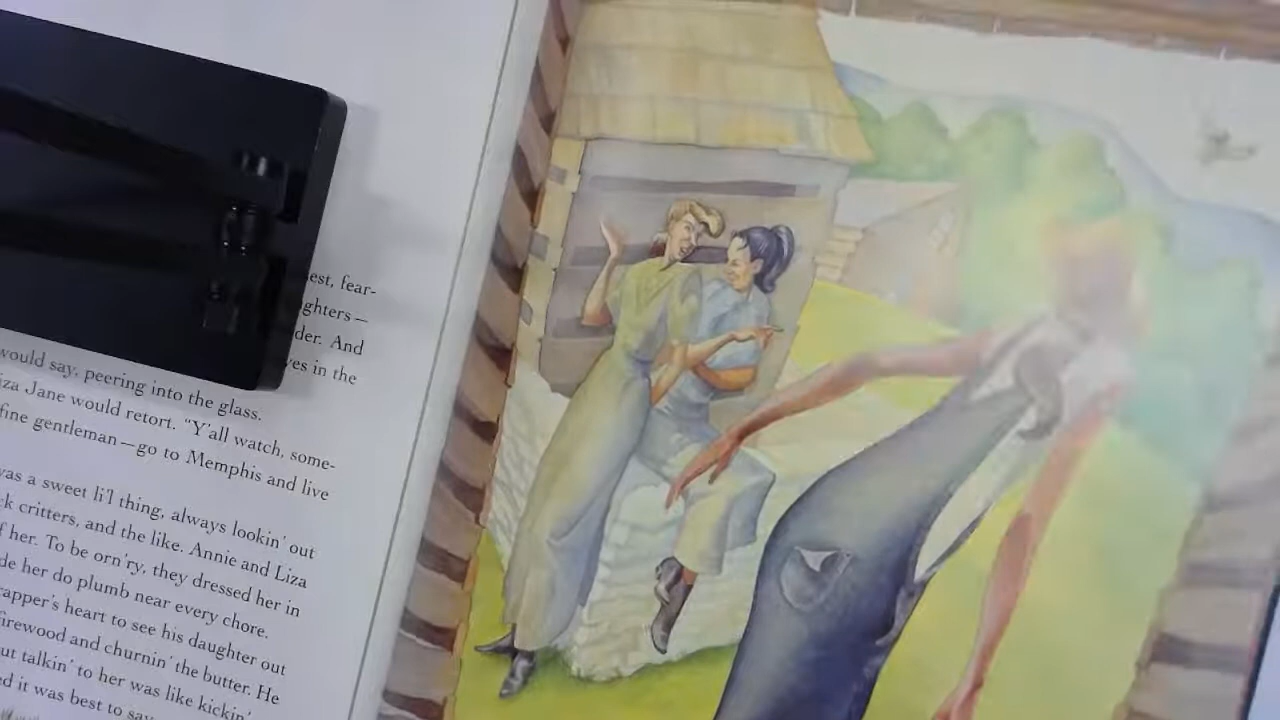 est, fear-
ghters—
der. And
yes in the
would say, peering into the glass.
iza Jane would retort. "Y'all watch, some-
fine gentleman—go to Memphis and live
was a sweet li'l thing, always lookin' out
k critters, and the like. Annie and Liza
f her. To be orn'ry, they dressed her in
de her do plumb near every chore.
rapper's heart to see his daughter out
firewood and churnin' the butter. He
ut talkin' to her was like kickin'
d it was best to say